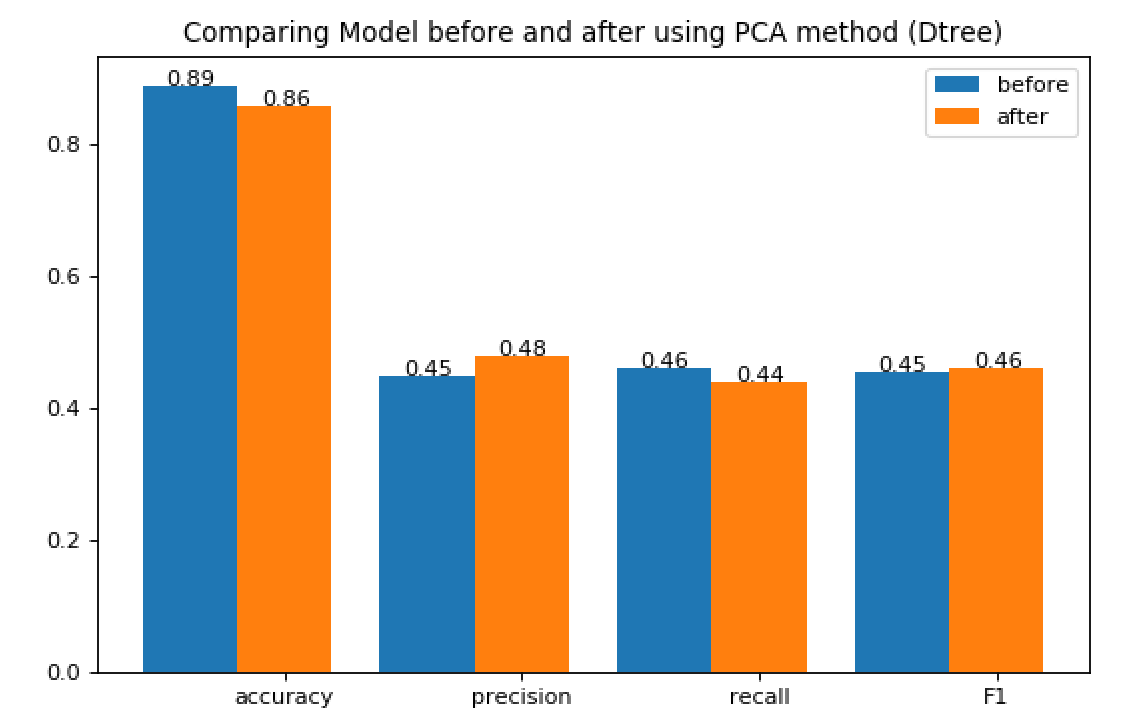 Comparing Model before and after using PCA method (Dtree)
before
after
0.89
0.86
0.45
0.48
0.46
0.44
0.45
0.46
0.8
0.6
0.4
0.2
0.0
accuracy
precision
recall
F1